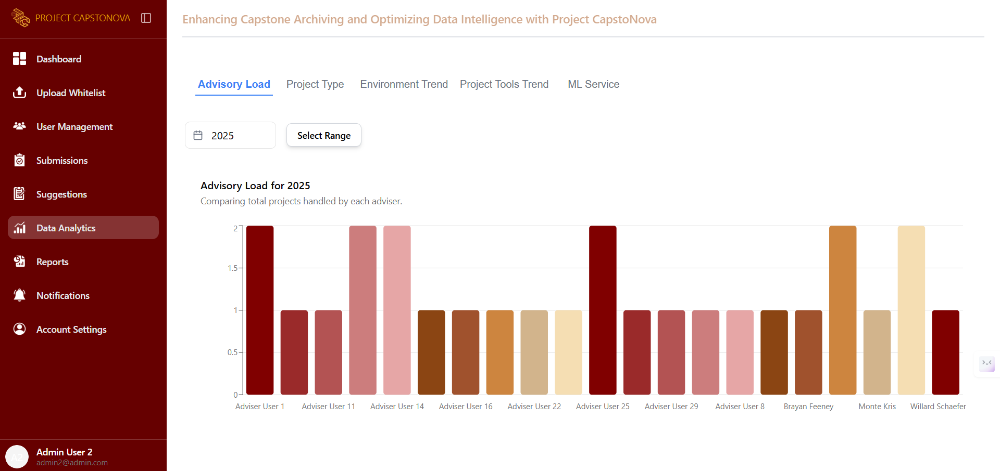 PROJECT CAPSTONOVA
Dashboard
Upload Whitelist
User Management
Submissions
Suggestions
Data Analytics
Reports
Notifications
Account Settings
A2
Admin User 2
admin2@admin.com
Enhancing Capstone Archiving and Optimizing Data Intelligence with Project CapstoNova
Advisory Load Project Type Environment Trend Project Tools Trend ML Service
2025 Select Range
Advisory Load for 2025
Comparing total projects handled by each adviser.
2
1.5
1
0.5
0
Adviser User 1 Adviser User 11 Adviser User 14 Adviser User 16 Adviser User 22 Adviser User 25 Adviser User 29 Adviser User 8 Brayan Feeney Monte Kris Willard Schaefer